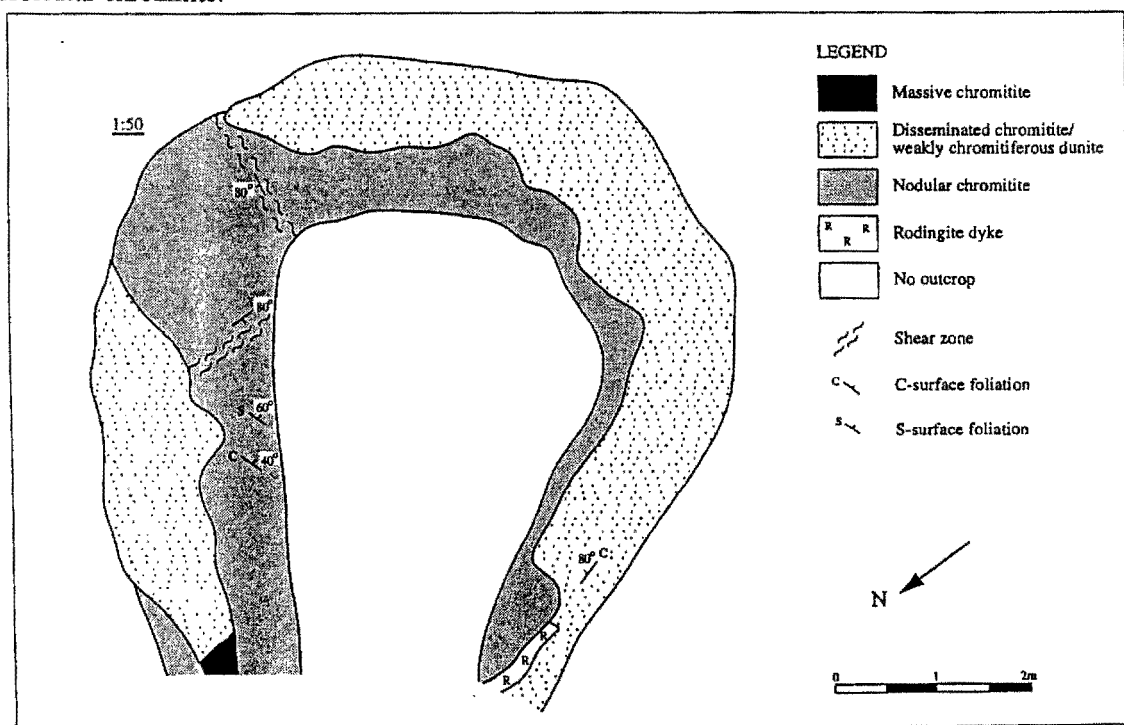 LEGEND
Massive chromitite
Disseminated chromitite/
weakly chromitiferous dunite
Nodular chromitite
R R R
Rodingite dyke
No outcrop
Shear zone
C
C-surface foliation
S
S-surface foliation
1:50
80°
80°
S 60°
C 40°
80° C
R
R
R
N
0 1 2m